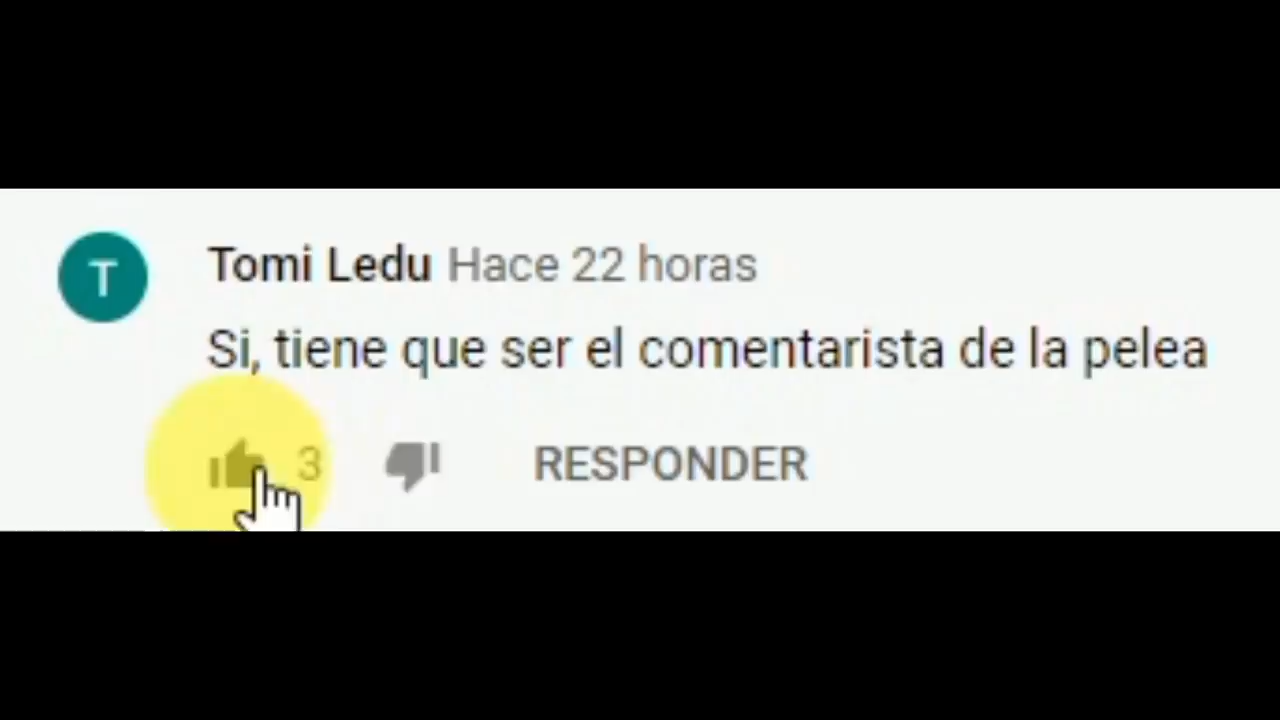 T
Tomi Ledu Hace 22 horas
Si, tiene que ser el comentarista de la pelea
3 RESPONDER